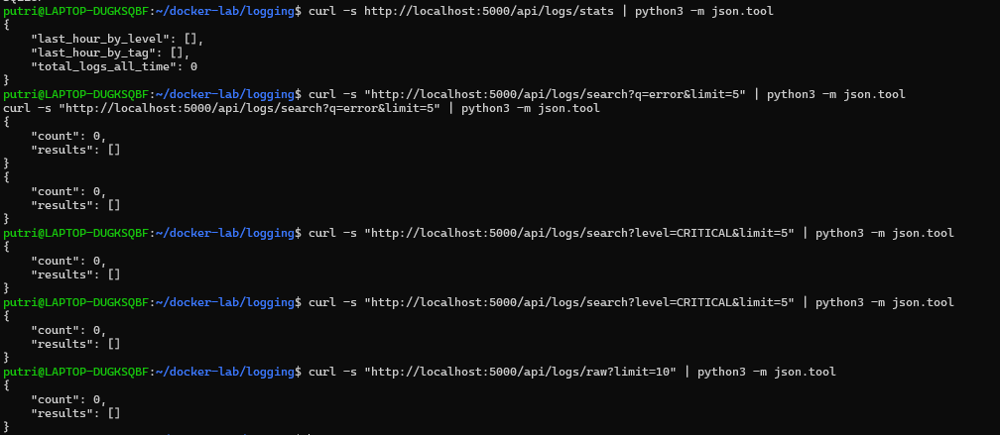 putri@LAPTOP-DUGKSQBF:~/docker-lab/logging$ curl -s http://localhost:5000/api/logs/stats | python3 -m json.tool
{
    "last_hour_by_level": [],
    "last_hour_by_tag": [],
    "total_logs_all_time": 0
}
putri@LAPTOP-DUGKSQBF:~/docker-lab/logging$ curl -s "http://localhost:5000/api/logs/search?q=error&limit=5" | python3 -m json.tool
curl -s "http://localhost:5000/api/logs/search?q=error&limit=5" | python3 -m json.tool
{
    "count": 0,
    "results": []
}
{
    "count": 0,
    "results": []
}
putri@LAPTOP-DUGKSQBF:~/docker-lab/logging$ curl -s "http://localhost:5000/api/logs/search?level=CRITICAL&limit=5" | python3 -m json.tool
{
    "count": 0,
    "results": []
}
putri@LAPTOP-DUGKSQBF:~/docker-lab/logging$ curl -s "http://localhost:5000/api/logs/search?level=CRITICAL&limit=5" | python3 -m json.tool
{
    "count": 0,
    "results": []
}
putri@LAPTOP-DUGKSQBF:~/docker-lab/logging$ curl -s "http://localhost:5000/api/logs/raw?limit=10" | python3 -m json.tool
{
    "count": 0,
    "results": []
}